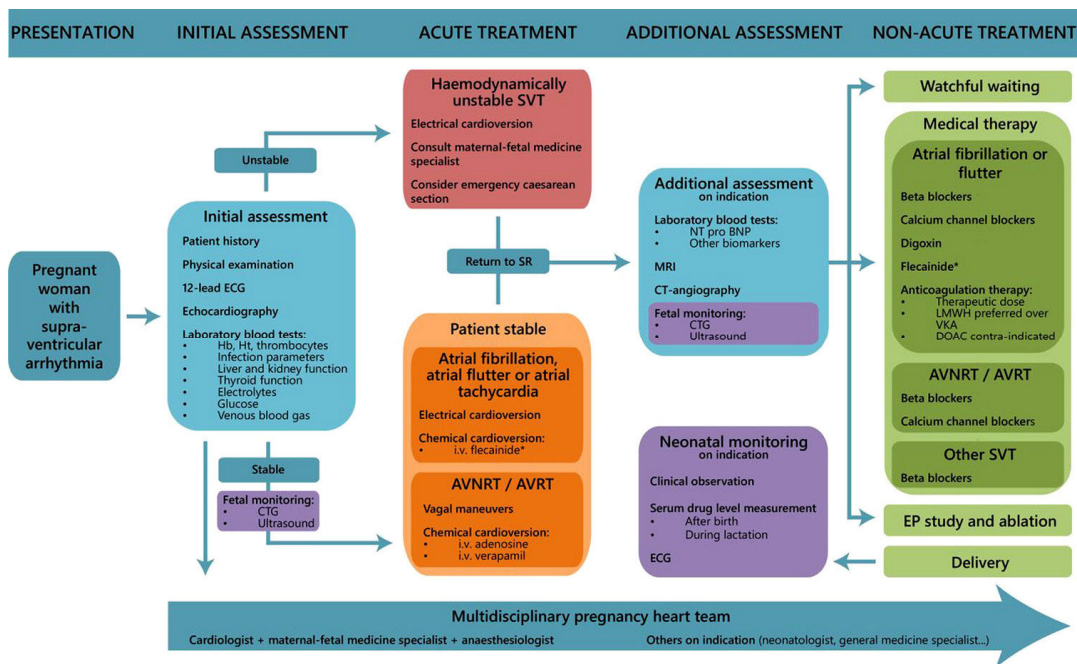 PRESENTATION
INITIAL ASSESSMENT
ACUTE TREATMENT
ADDITIONAL ASSESSMENT
NON-ACUTE TREATMENT
Pregnant
woman
with
supra-
ventricular
arrhythmia
Unstable
Initial assessment
Patient history
Physical examination
12-lead ECG
Echocardiography
Laboratory blood tests:
• Hb, Ht, thrombocytes
• Infection parameters
• Liver and kidney function
• Thyroid function
• Electrolytes
• Glucose
• Venous blood gas
Stable
Fetal monitoring:
• CTG
• Ultrasound
Haemodynamically
unstable SVT
Electrical cardioversion
Consult maternal-fetal medicine
specialist
Consider emergency caesarean
section
Return to SR
Patient stable
Atrial fibrillation,
atrial flutter or atrial
tachycardia
Electrical cardioversion
Chemical cardioversion:
• i.v. flecainide*
AVNRT / AVRT
Vagal maneuvers
Chemical cardioversion:
• i.v. adenosine
• i.v. verapamil
Additional assessment
on indication
Laboratory blood tests:
• NT pro BNP
• Other biomarkers
MRI
CT-angiography
Fetal monitoring:
• CTG
• Ultrasound
Neonatal monitoring
on indication
Clinical observation
Serum drug level measurement
• After birth
• During lactation
ECG
Watchful waiting
Medical therapy
Atrial fibrillation or
flutter
Beta blockers
Calcium channel blockers
Digoxin
Flecainide*
Anticoagulation therapy:
• Therapeutic dose
• LMWH preferred over
VKA
• DOAC contra-indicated
AVNRT / AVRT
Beta blockers
Calcium channel blockers
Other SVT
Beta blockers
EP study and ablation
Delivery
Multidisciplinary pregnancy heart team
Cardiologist + maternal-fetal medicine specialist + anaesthesiologist
Others on indication (neonatologist, general medicine specialist...)